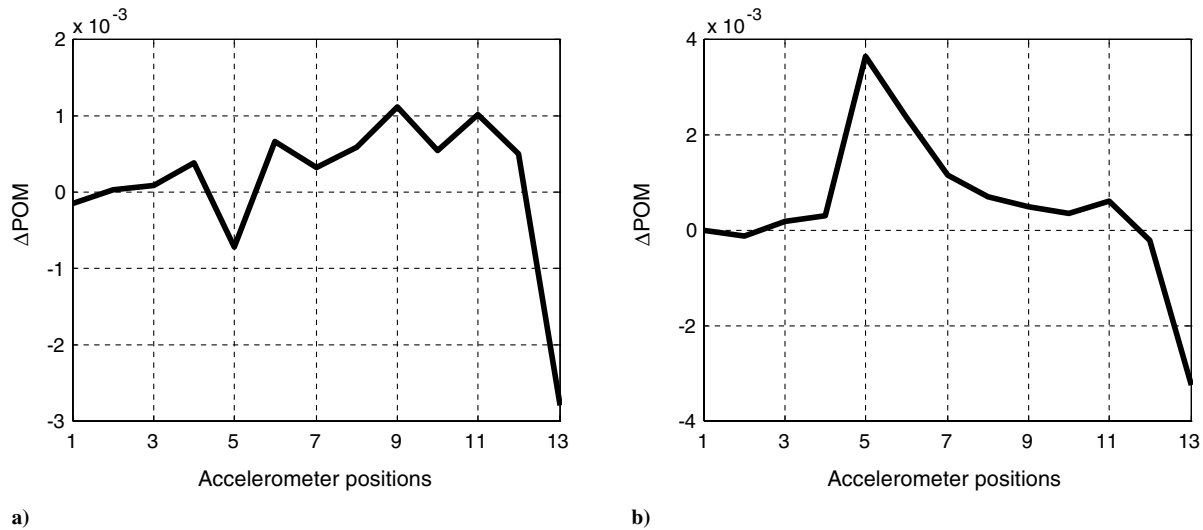 x 10-3
2
1
0
-1
-2
-3
ΔPOM
1 3 5 7 9 11 13
Accelerometer positions
a)
x 10-3
4
2
0
-2
-4
ΔPOM
1 3 5 7 9 11 13
Accelerometer positions
b)